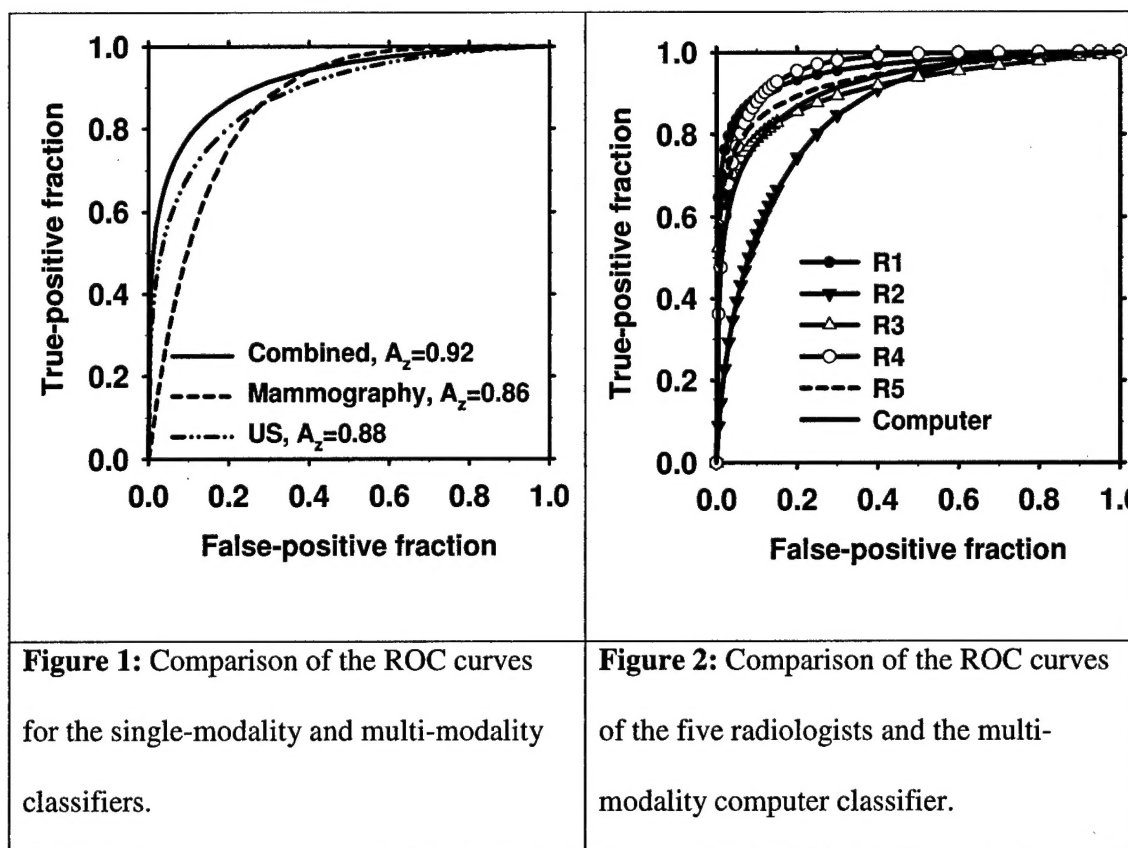 1.0
0.8
0.6
0.4
0.2
0.0
True-positive fraction
Combined, A_z=0.92
Mammography, A_z=0.86
US, A_z=0.88
0.0 0.2 0.4 0.6 0.8 1.0
False-positive fraction
1.0
0.8
0.6
0.4
0.2
0.0
True-positive fraction
R1
R2
R3
R4
R5
Computer
0.0 0.2 0.4 0.6 0.8 1.0
False-positive fraction
Figure 1: Comparison of the ROC curves
for the single-modality and multi-modality
classifiers.
Figure 2: Comparison of the ROC curves
of the five radiologists and the multi-
modality computer classifier.